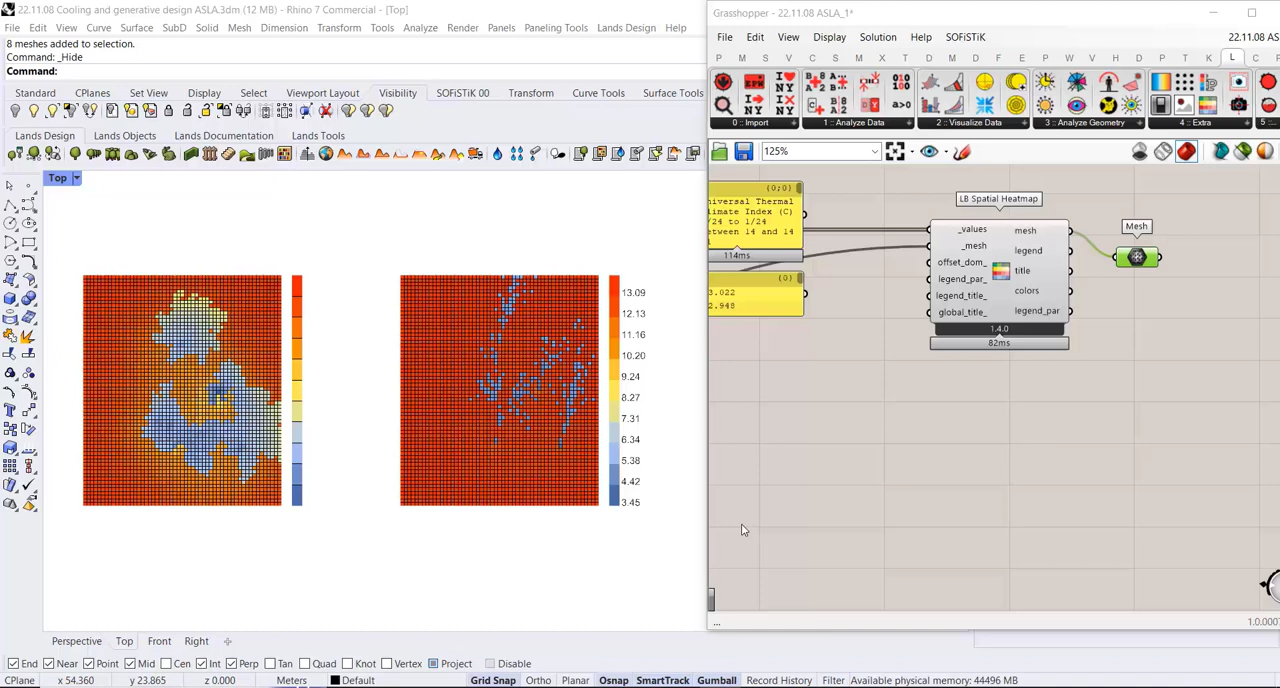 22.11.08 Cooling and generative design ASLA.3dm (12 MB) - Rhino 7 Commercial - [Top]
File Edit View Curve Surface Solid SubD Mesh Dimension Transform Tools Analyze Render Panels Paneling Tools Lands Design Help
8 meshes added to selection.
Command: _Hide
Command:
Standard CPlanes Set View Display Select Viewport Layout Visibility SOFiSTiK 00 Transform Curve Tools Surface Tools
Lands Design Lands Objects Lands Documentation Lands Tools
Top
13.09
12.13
11.16
10.20
9.24
8.27
7.31
6.34
5.38
4.42
3.45
Perspective Top Front Right
End Near Point Mid Cen Int Perp Tan Quad Knot Vertex Project Disable
CPlane x 54.360 y 23.865 z 0.000 Meters Default Grid Snap Ortho Planar Osnap SmartTrack Gumball Record History Filter Available physical memory: 44496 MB
Grasshopper - 22.11.08 ASLA_1*
File Edit View Display Solution Help SOFiSTiK 22.11.08 AS
P M S V C S M I D T D M D S K B E P M W C H L
0 :: Import 1 :: Analyze Data 2 :: Visualize Data 3 :: Analyze Geometry 4 :: Extra 5 ::
125%
(0;0)
niversal Thermal
limate Index (C)
/24 to 1/24
etween 14 and 14
114ms
(0)
3.022
2.948
LB Spatial Heatmap
_values
_mesh
offset_dom_
legend_par_
legend_title_
global_title_
mesh
legend
title
colors
legend_par
1.4.0
82ms
Mesh
...
1.0.0007